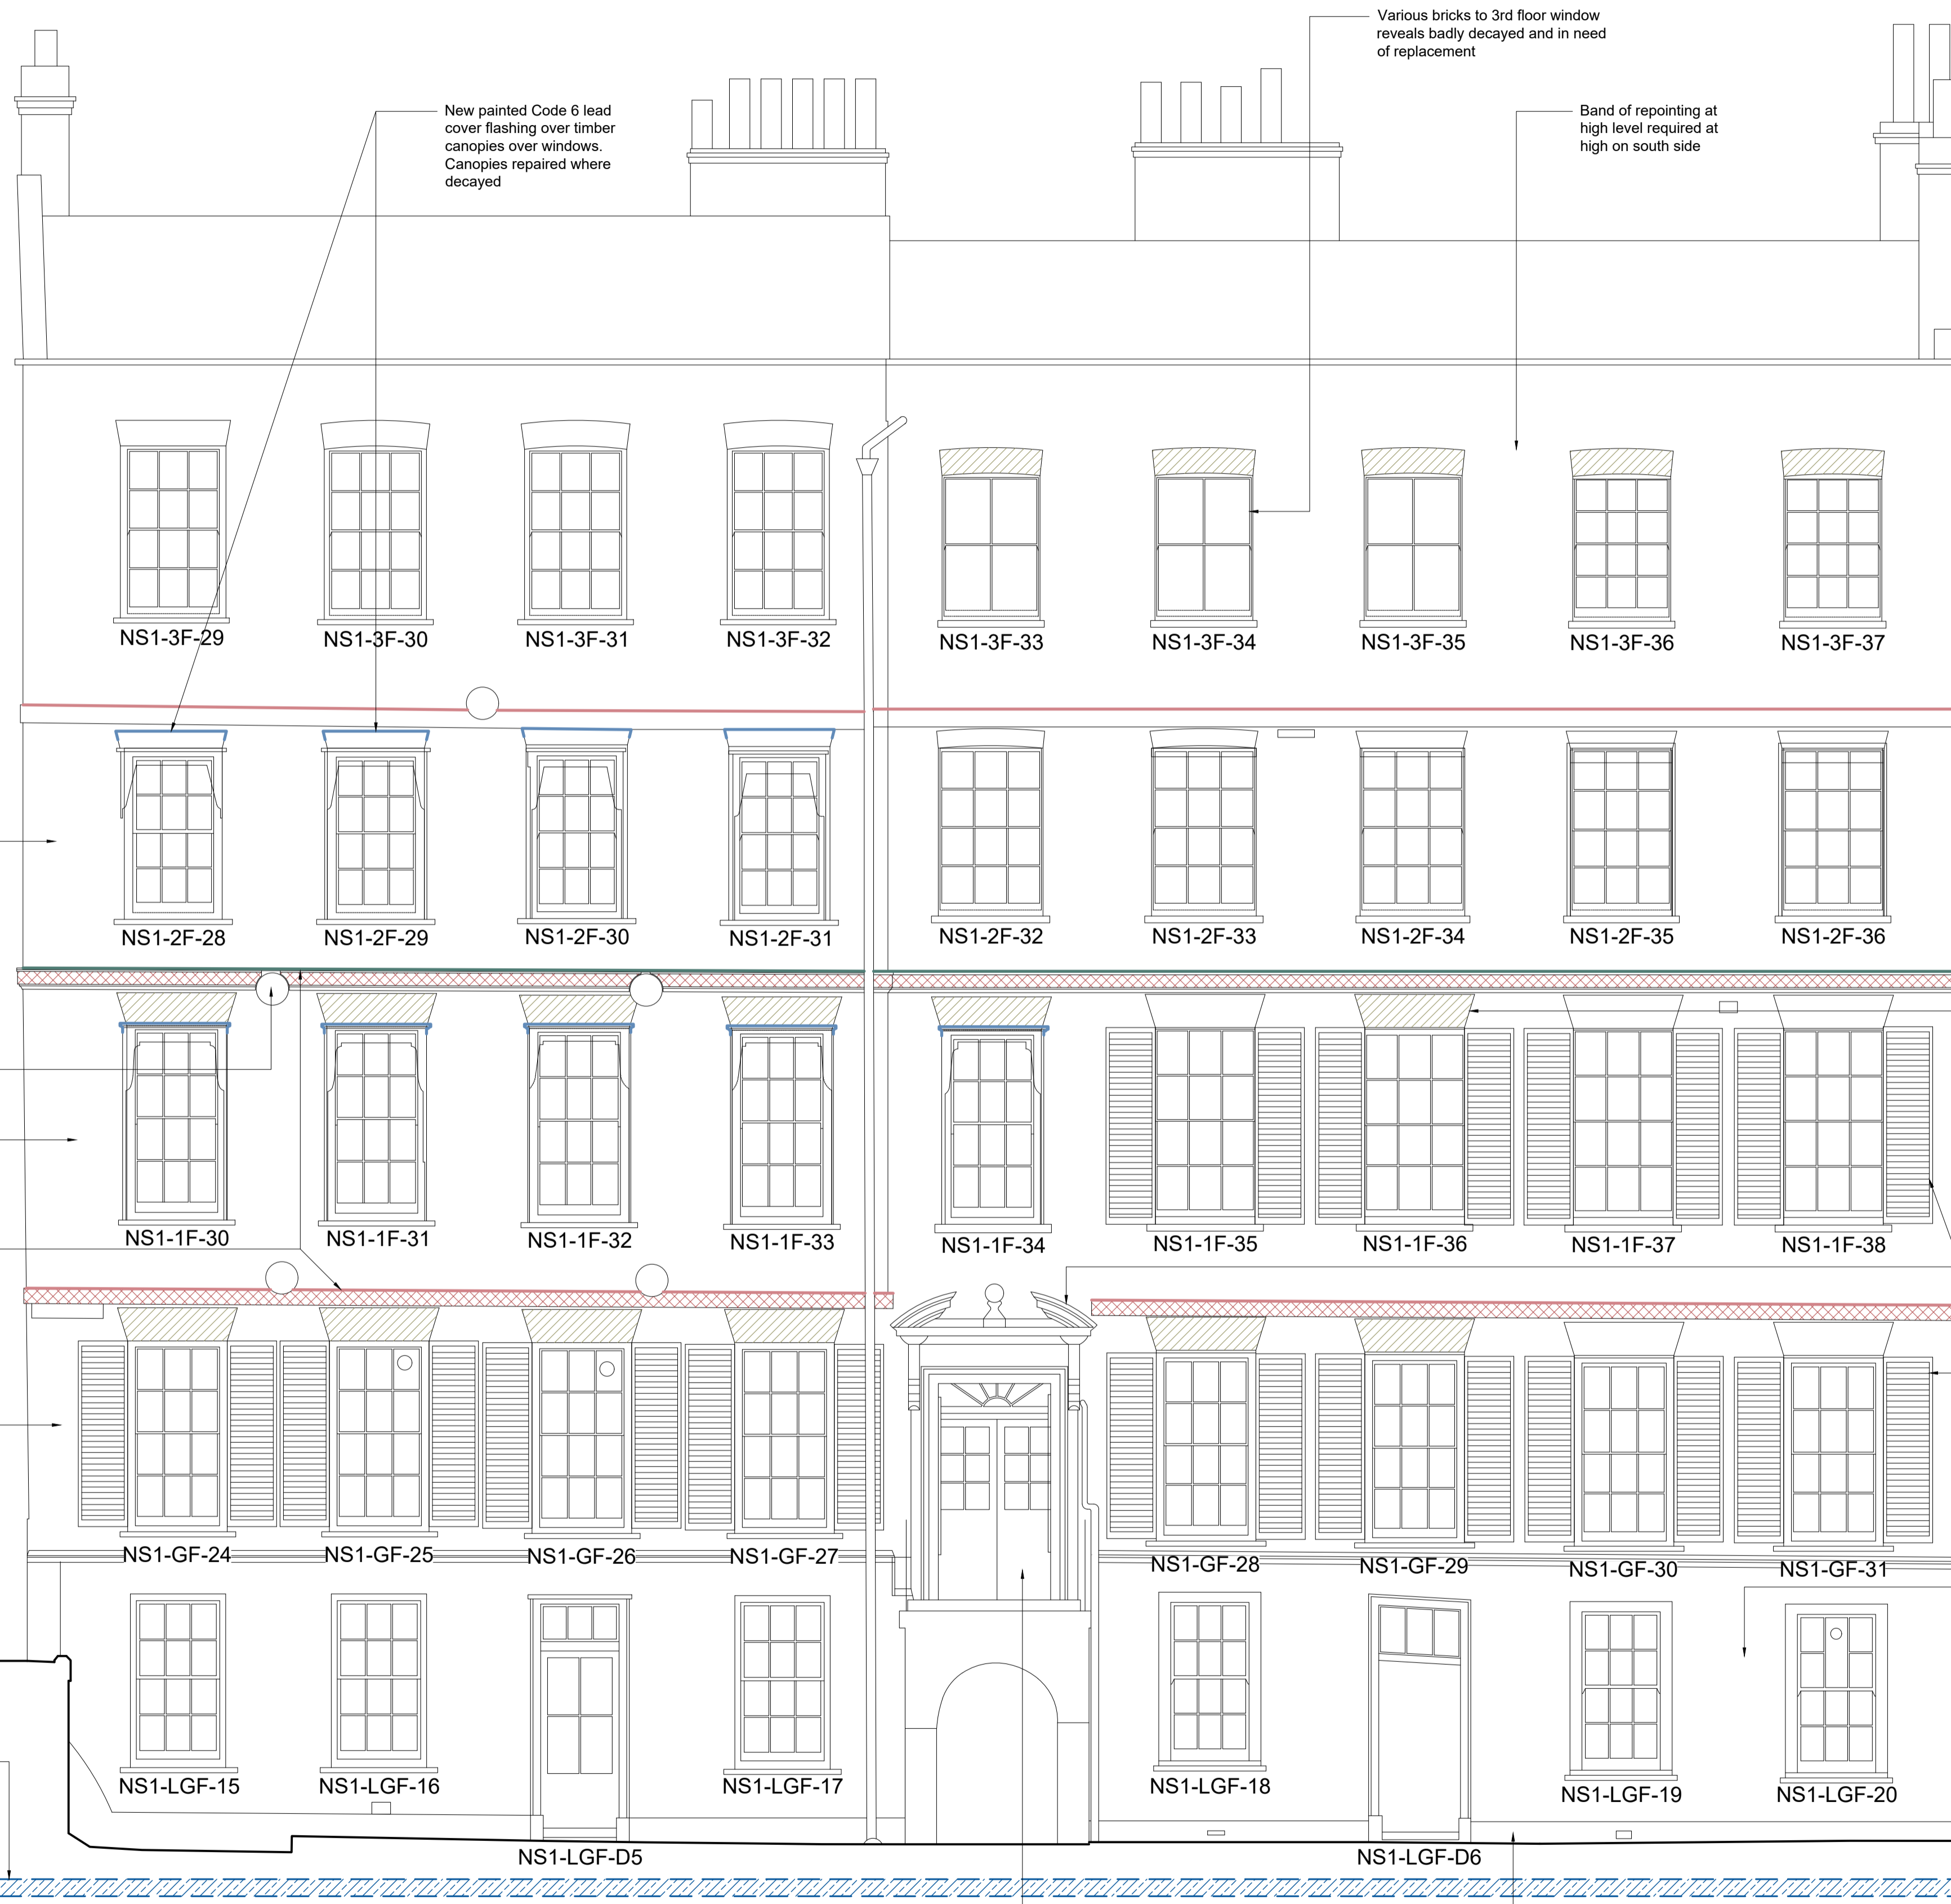 Various bricks to 3rd floor window
reveals badly decayed and in need
of replacement
New painted Code 6 lead
cover flashing over timber
canopies over windows.
Canopies repaired where
decayed
Band of repointing at
high level required at
high on south side
NS1-3F-29
NS1-3F-30
NS1-3F-31
NS1-3F-32
NS1-3F-33
NS1-3F-34
NS1-3F-35
NS1-3F-36
NS1-3F-37
NS1-2F-28
NS1-2F-29
NS1-2F-30
NS1-2F-31
NS1-2F-32
NS1-2F-33
NS1-2F-34
NS1-2F-35
NS1-2F-36
NS1-1F-30
NS1-1F-31
NS1-1F-32
NS1-1F-33
NS1-1F-34
NS1-1F-35
NS1-1F-36
NS1-1F-37
NS1-1F-38
NS1-GF-24
NS1-GF-25
NS1-GF-26
NS1-GF-27
NS1-GF-28
NS1-GF-29
NS1-GF-30
NS1-GF-31
NS1-LGF-15
NS1-LGF-16
NS1-LGF-17
NS1-LGF-18
NS1-LGF-19
NS1-LGF-20
NS1-LGF-D5
NS1-LGF-D6